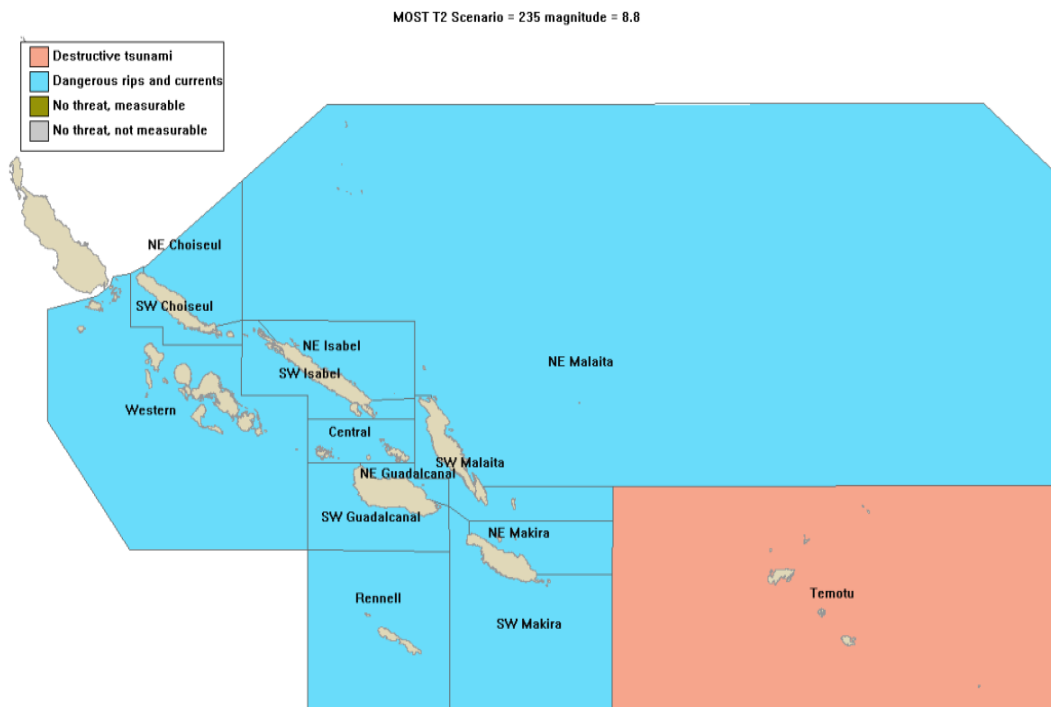 MOST T2 Scenario = 235 magnitude = 8.8
Destructive tsunami
Dangerous rips and currents
No threat, measurable
No threat, not measurable
NE Choiseul
SW Choiseul
NE Isabel
SW Isabel
NE Malaita
Western
Central
SW Malaita
NE Guadalcanal
SW Guadalcanal
NE Makira
Rennell
Temotu
SW Makira